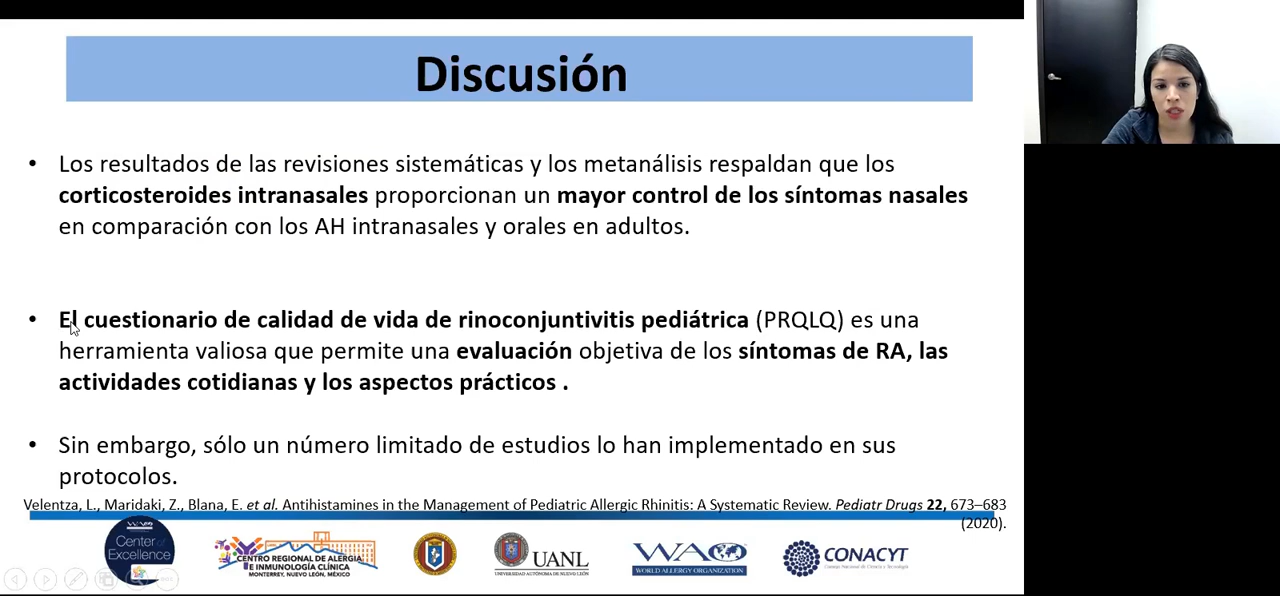 Discusión
• Los resultados de las revisiones sistemáticas y los metanálisis respaldan que los
corticosteroides intranasales proporcionan un mayor control de los síntomas nasales
en comparación con los AH intranasales y orales en adultos.
• El cuestionario de calidad de vida de rinoconjuntivitis pediátrica (PRQLQ) es una
herramienta valiosa que permite una evaluación objetiva de los síntomas de RA, las
actividades cotidianas y los aspectos prácticos .
• Sin embargo, sólo un número limitado de estudios lo han implementado en sus
protocolos.
Velentza, L., Maridaki, Z., Blana, E. et al. Antihistamines in the Management of Pediatric Allergic Rhinitis: A Systematic Review. Pediatr Drugs 22, 673–683
(2020).
Center of
Excellence
CENTRO REGIONAL DE ALERGIA
E INMUNOLOGÍA CLÍNICA
MONTERREY, NUEVO LEÓN, MÉXICO
UANL
UNIVERSIDAD AUTÓNOMA DE NUEVO LEÓN
WAO
WORLD ALLERGY ORGANIZATION
CONACYT
Consejo Nacional de Ciencia y Tecnología